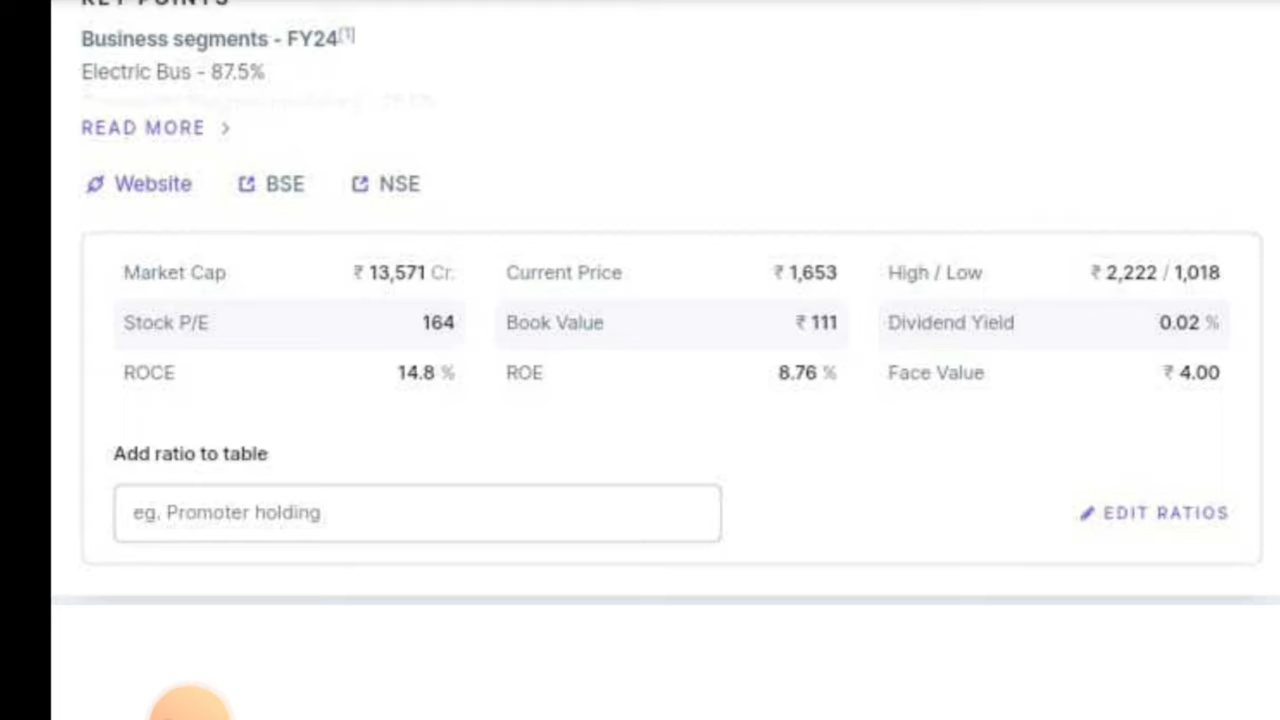 KEY POINTS
Business segments - FY24[1]
Electric Bus - 87.5%
READ MORE >
Website BSE NSE
Market Cap ₹ 13,571 Cr. Current Price ₹ 1,653 High / Low ₹ 2,222 / 1,018
Stock P/E 164 Book Value ₹ 111 Dividend Yield 0.02 %
ROCE 14.8 % ROE 8.76 % Face Value ₹ 4.00
Add ratio to table
eg. Promoter holding
EDIT RATIOS